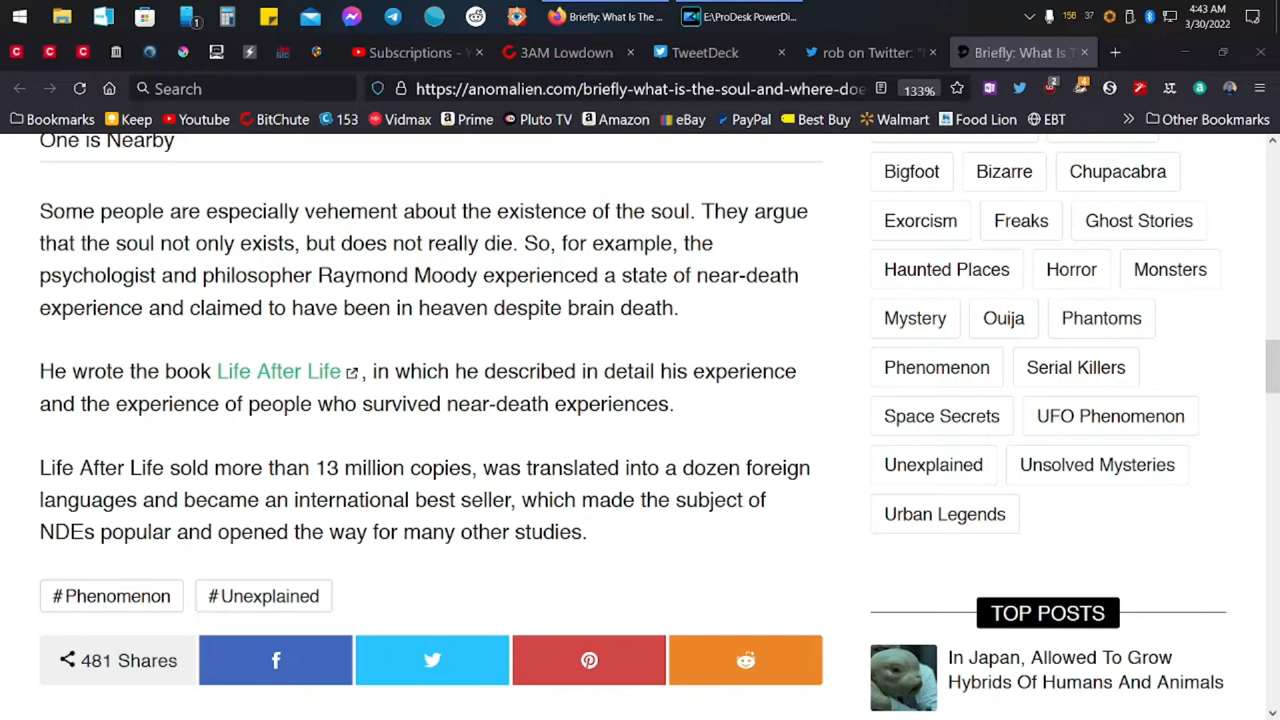 Briefly: What Is The ...
E:\ProDesk PowerDi...
158
37
4:43 AM
3/30/2022
1
Subscriptions - Y
3AM Lowdown
TweetDeck
rob on Twitter: "
Briefly: What Is T
Search
https://anomalien.com/briefly-what-is-the-soul-and-where-doe
133%
2
4
Bookmarks
Keep
Youtube
BitChute
153
Vidmax
Prime
Pluto TV
Amazon
eBay
PayPal
Best Buy
Walmart
Food Lion
EBT
Other Bookmarks
One is Nearby
Some people are especially vehement about the existence of the soul. They argue
that the soul not only exists, but does not really die. So, for example, the
psychologist and philosopher Raymond Moody experienced a state of near-death
experience and claimed to have been in heaven despite brain death.
He wrote the book Life After Life , in which he described in detail his experience
and the experience of people who survived near-death experiences.
Life After Life sold more than 13 million copies, was translated into a dozen foreign
languages and became an international best seller, which made the subject of
NDEs popular and opened the way for many other studies.
#Phenomenon
#Unexplained
481 Shares
Bigfoot
Bizarre
Chupacabra
Exorcism
Freaks
Ghost Stories
Haunted Places
Horror
Monsters
Mystery
Ouija
Phantoms
Phenomenon
Serial Killers
Space Secrets
UFO Phenomenon
Unexplained
Unsolved Mysteries
Urban Legends
TOP POSTS
In Japan, Allowed To Grow
Hybrids Of Humans And Animals